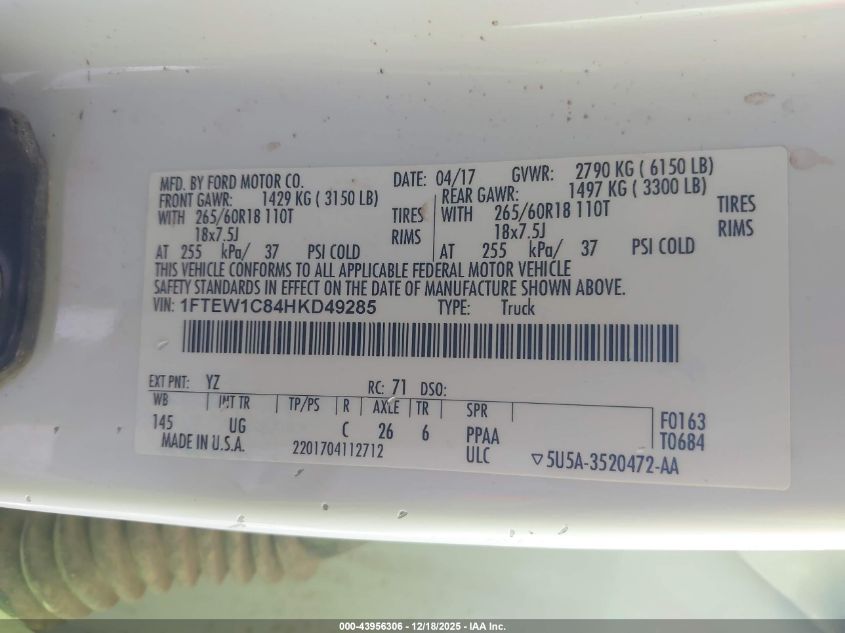 MFD. BY FORD MOTOR CO. DATE: 04/17 GVWR: 2790 KG ( 6150 LB)
FRONT GAWR: 1429 KG ( 3150 LB) REAR GAWR: 1497 KG ( 3300 LB)
WITH 265/60R18 110T TIRES WITH 265/60R18 110T TIRES
18x7.5J RIMS 18x7.5J RIMS
AT 255 kPa/ 37 PSI COLD AT 255 kPa/ 37 PSI COLD
THIS VEHICLE CONFORMS TO ALL APPLICABLE FEDERAL MOTOR VEHICLE
SAFETY STANDARDS IN EFFECT ON THE DATE OF MANUFACTURE SHOWN ABOVE.
VIN: 1FTEW1C84HKD49285 TYPE: Truck
EXT PNT: YZ RC: 71 DSO:
WB INT TR TP/PS R AXLE TR SPR
145 UG C 26 6 PPAA F0163
MADE IN U.S.A. 2201704112712 ULC T0684
▽5U5A-3520472-AA
000-43956306 - 12/18/2025 - IAA Inc.